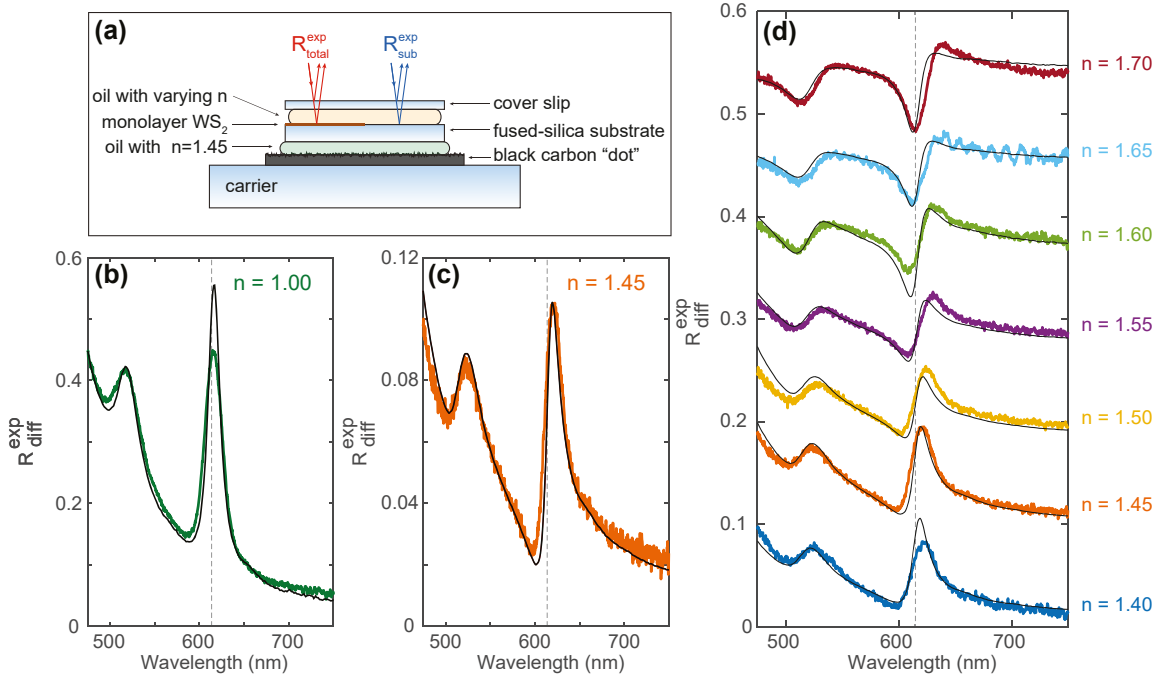 (a)
R_total^exp
R_sub^exp
oil with varying n
monolayer WS₂
oil with n=1.45
cover slip
fused-silica substrate
black carbon “dot”
carrier
(b)
n = 1.00
R_diff^exp
0.6
0.4
0.2
0
500 600 700
Wavelength (nm)
(c)
n = 1.45
R_diff^exp
0.12
0.08
0.04
0
500 600 700
Wavelength (nm)
(d)
R_diff^exp
0.6
0.5
0.4
0.3
0.2
0.1
0
500 600 700
Wavelength (nm)
n = 1.70
n = 1.65
n = 1.60
n = 1.55
n = 1.50
n = 1.45
n = 1.40